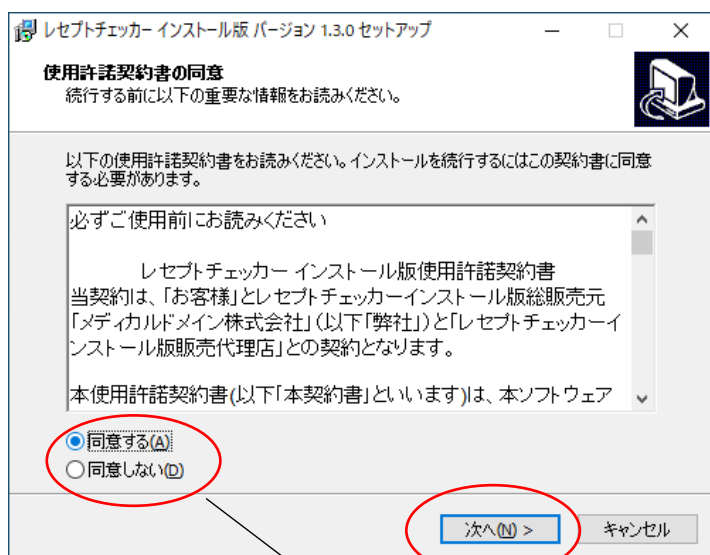 レセプトチェッカー インストール版 バージョン 1.3.0 セットアップ
使用許諾契約書の同意
続行する前に以下の重要な情報をお読みください。
以下の使用許諾契約書をお読みください。インストールを続行するにはこの契約書に同意
する必要があります。
必ずご使用前にお読みください
レセプトチェッカー インストール版使用許諾契約書
当契約は、「お客様」とレセプトチェッカーインストール版総販売元
「メディカルドメイン株式会社」(以下「弊社」)と「レセプトチェッカーイ
ンストール版販売代理店」との契約となります。
本使用許諾契約書(以下「本契約書」といいます)は、本ソフトウェア
同意する(A)
同意しない(D)
次へ(N) >
キャンセル